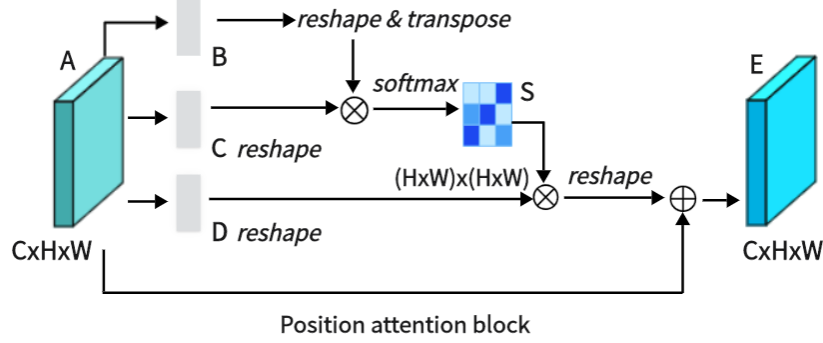 reshape & transpose
A
B
E
softmax
S
C reshape
(HxW)x(HxW)
reshape
D reshape
CxHxW
CxHxW
Position attention block